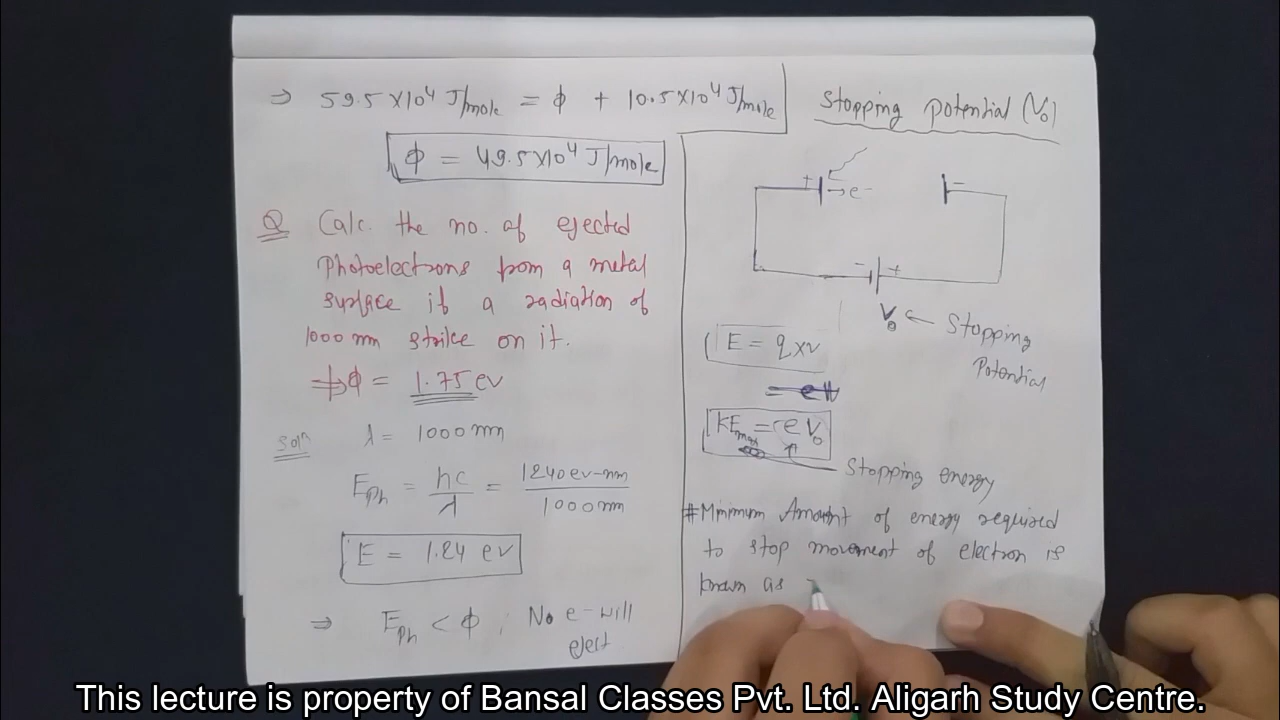 ⇒ 59.5×10⁴ J/mole = ϕ + 10.5×10⁴ J/mole
ϕ = 49.5×10⁴ J/mole
Q Calc. the no. of ejected
Photoelectrons from a metal
surface if a radiation of
1000 nm strike on it.
⇒ ϕ = 1.75 ev
Solⁿ λ = 1000 nm
E_Ph = hc/λ = 1240 ev-nm/1000 nm
E = 1.24 ev
⇒ E_Ph < ϕ ; No e- will
eject
Stopping Potential (V₀)
+ e- -
- +
V₀ ← Stopping
Potential
E = q×v
KE_max = eV₀
Stopping energy
# Minimum Amount of energy required
to stop movement of electron is
known as
This lecture is property of Bansal Classes Pvt. Ltd. Aligarh Study Centre.